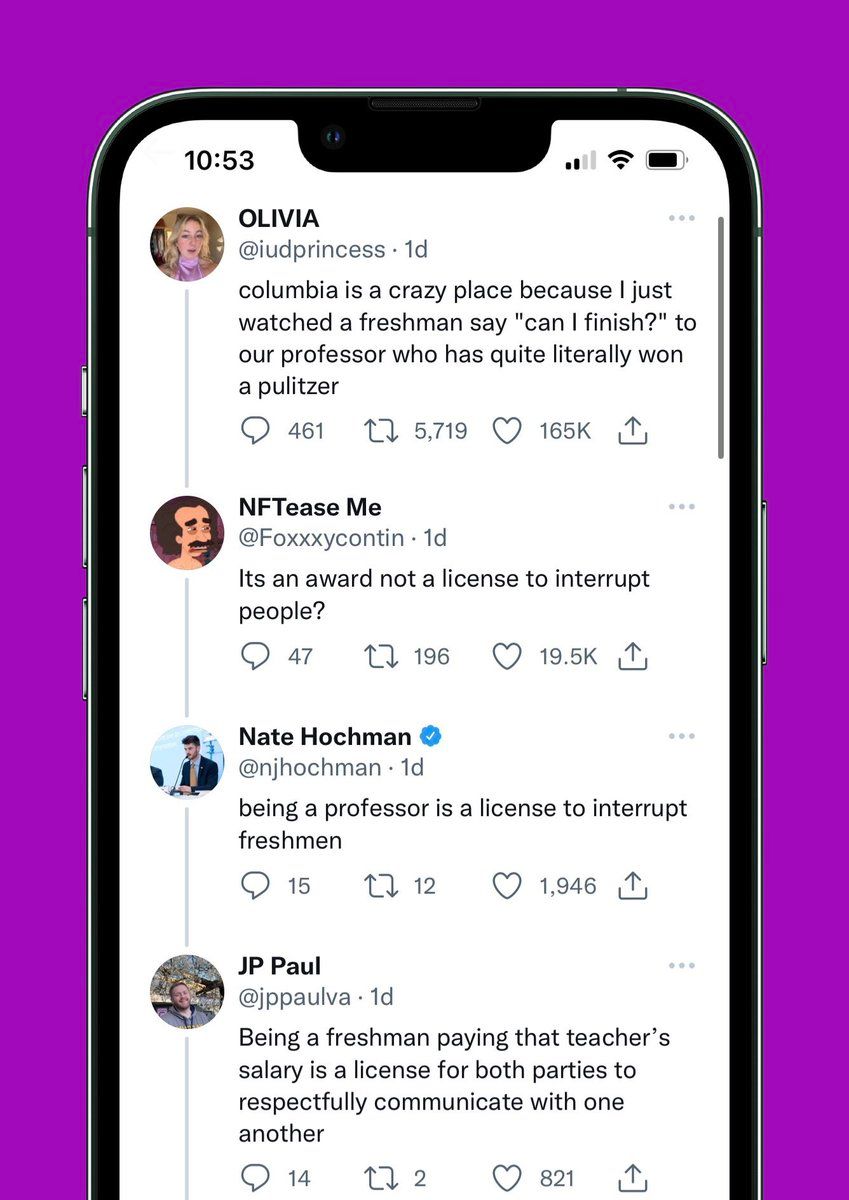 10:53
OLIVIA
@iudprincess · 1d
columbia is a crazy place because I just
watched a freshman say "can I finish?" to
our professor who has quite literally won
a pulitzer
461 5,719 165K
NFTease Me
@Foxxxycontin · 1d
Its an award not a license to interrupt
people?
47 196 19.5K
Nate Hochman
@njhochman · 1d
being a professor is a license to interrupt
freshmen
15 12 1,946
JP Paul
@jppaulva · 1d
Being a freshman paying that teacher’s
salary is a license for both parties to
respectfully communicate with one
another
14 2 821